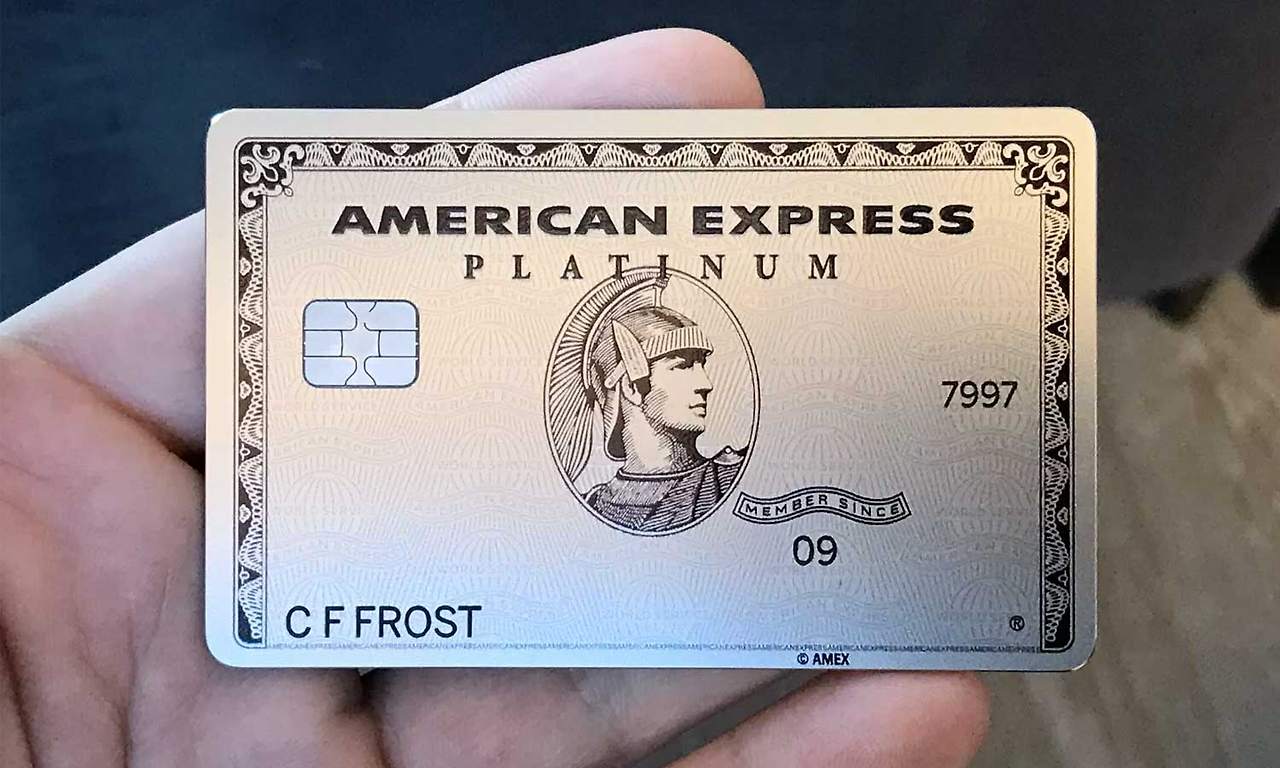 AMERICAN EXPRESS
PLATINUM
7997
MEMBER SINCE
09
C F FROST
®
© AMEX